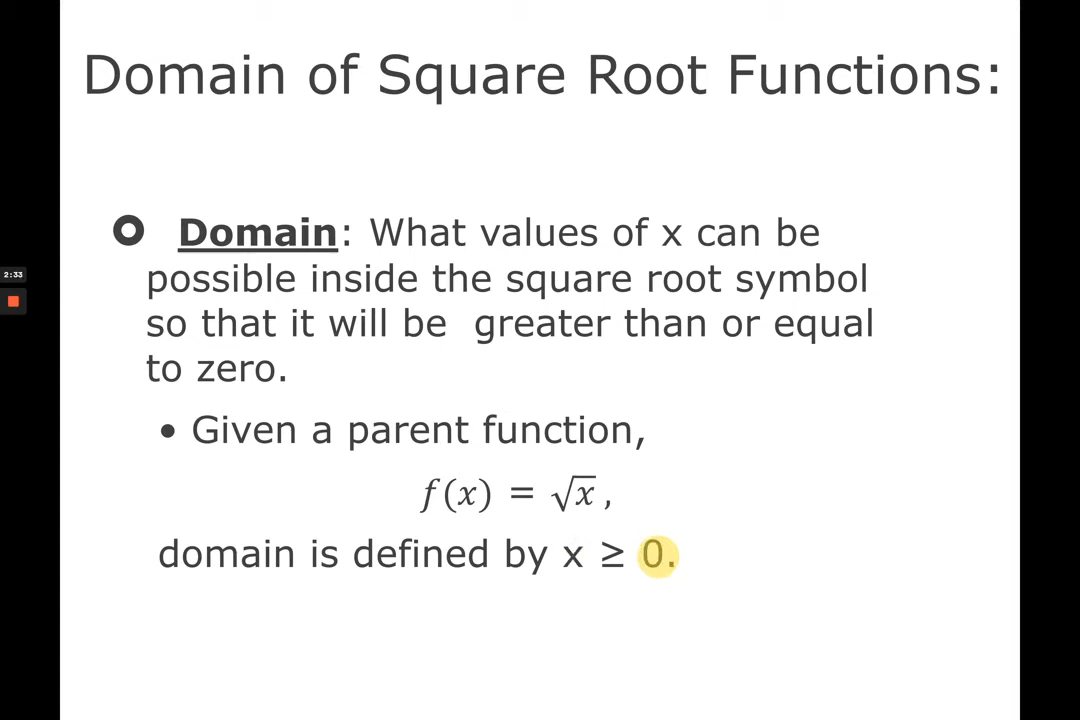 Domain of Square Root Functions:
Domain: What values of x can be
possible inside the square root symbol
so that it will be greater than or equal
to zero.
• Given a parent function,
f(x) = √x,
domain is defined by x ≥ 0.
2:33